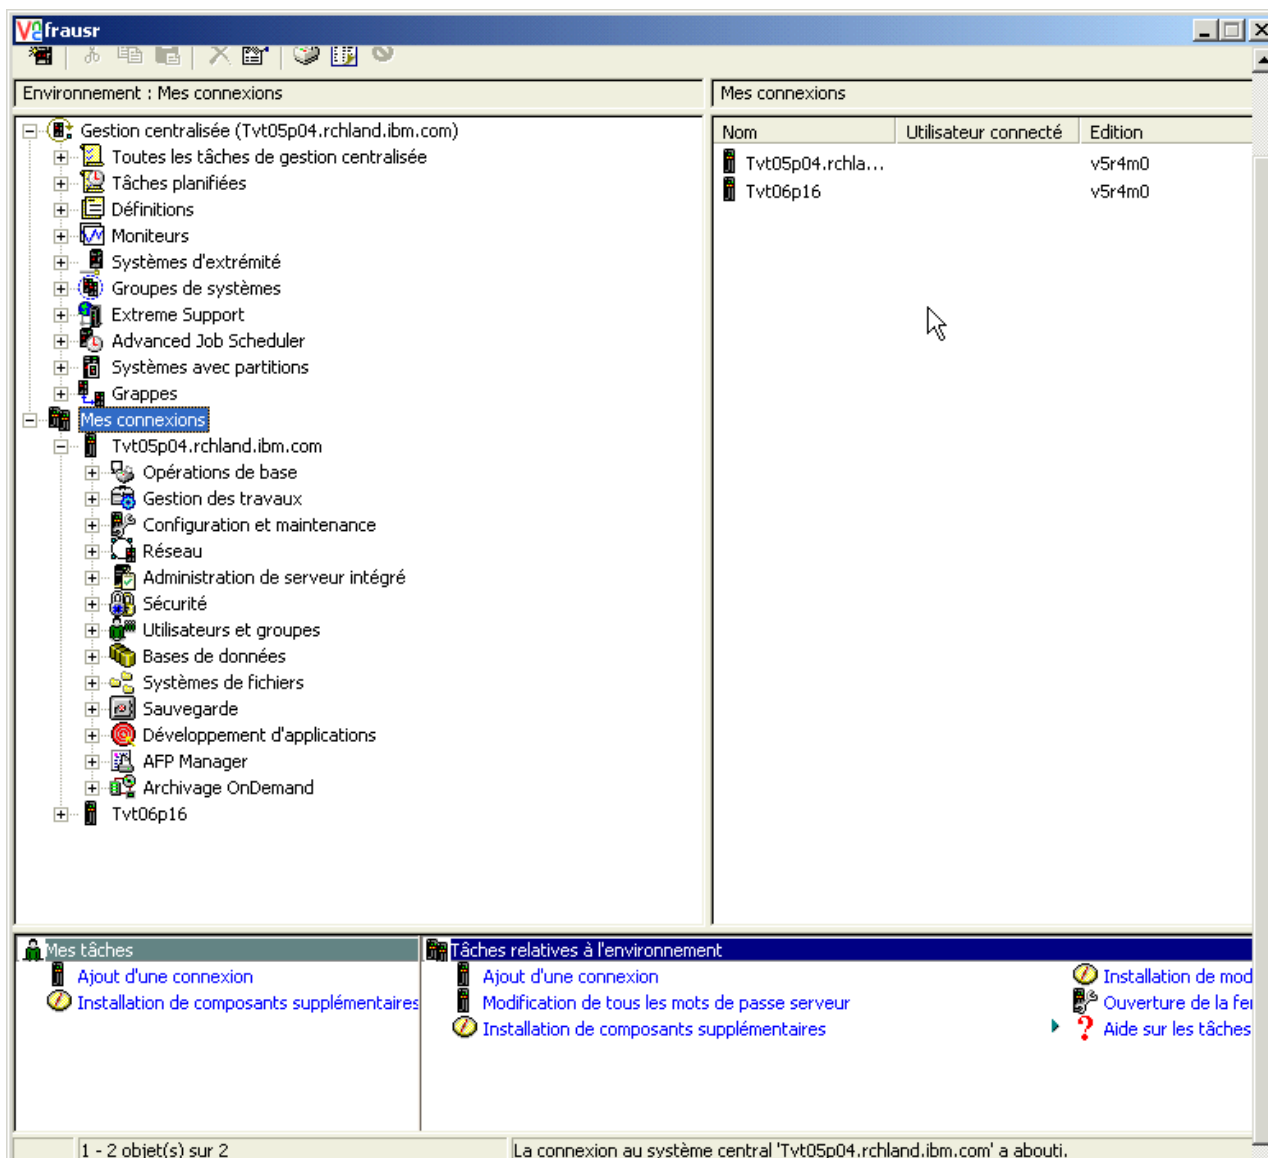 frausr
Environnement : Mes connexions
Mes connexions
Gestion centralisée (Tvt05p04.rchland.ibm.com)
Toutes les tâches de gestion centralisée
Tâches planifiées
Définitions
Moniteurs
Systèmes d'extrémité
Groupes de systèmes
Extreme Support
Advanced Job Scheduler
Systèmes avec partitions
Grappes
Mes connexions
Tvt05p04.rchland.ibm.com
Opérations de base
Gestion des travaux
Configuration et maintenance
Réseau
Administration de serveur intégré
Sécurité
Utilisateurs et groupes
Bases de données
Systèmes de fichiers
Sauvegarde
Développement d'applications
AFP Manager
Archivage OnDemand
Tvt06p16
Nom Utilisateur connecté Edition
Tvt05p04.rchla... v5r4m0
Tvt06p16 v5r4m0
Mes tâches
Ajout d'une connexion
Installation de composants supplémentaires
Tâches relatives à l'environnement
Ajout d'une connexion
Modification de tous les mots de passe serveur
Installation de composants supplémentaires
Installation de mod
Ouverture de la fe
Aide sur les tâches
1 - 2 objet(s) sur 2
La connexion au système central 'Tvt05p04.rchland.ibm.com' a abouti.